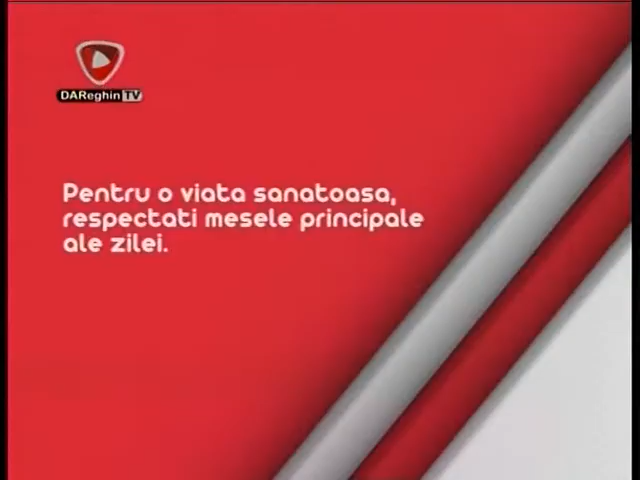 DAReghin TV
Pentru o viata sanatoasa,
respectati mesele principale
ale zilei.